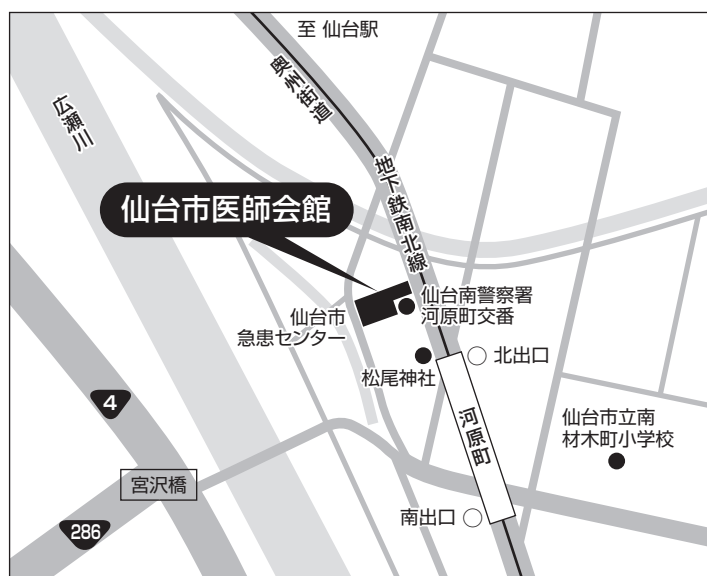 至 仙台駅
奥州街道
広瀬川
仙台市医師会館
地下鉄南北線
仙台南警察署
河原町交番
仙台市
急患センター
松尾神社
北出口
4
河原町
仙台市立南
材木町小学校
宮沢橋
南出口
286